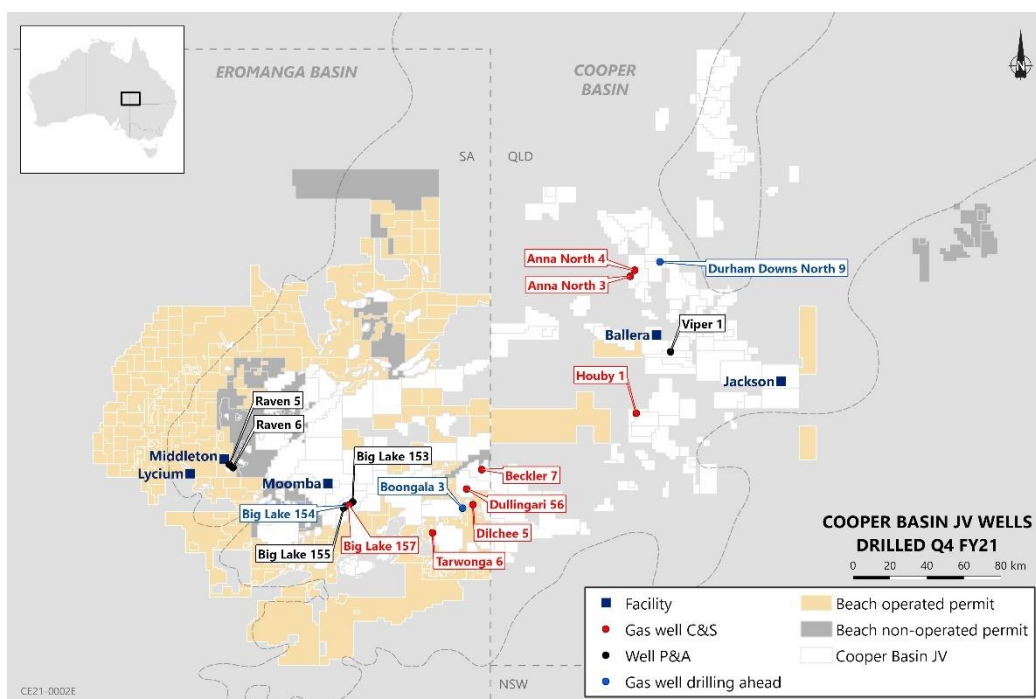 EROMANGA BASIN
COOPER
BASIN
N
SA
QLD
Anna North 4
Anna North 3
Durham Downs North 9
Ballera
Viper 1
Jackson
Houby 1
Raven 5
Raven 6
Middleton
Lycium
Big Lake 153
Moomba
Boongala 3
Beckler 7
Dullingari 56
Big Lake 154
Dilchee 5
Big Lake 155
Big Lake 157
Tarwonga 6
COOPER BASIN JV WELLS
DRILLED Q4 FY21
0 20 40 60 80 km
Facility
Gas well C&S
Well P&A
Gas well drilling ahead
Beach operated permit
Beach non-operated permit
Cooper Basin JV
NSW
CE21-0002E